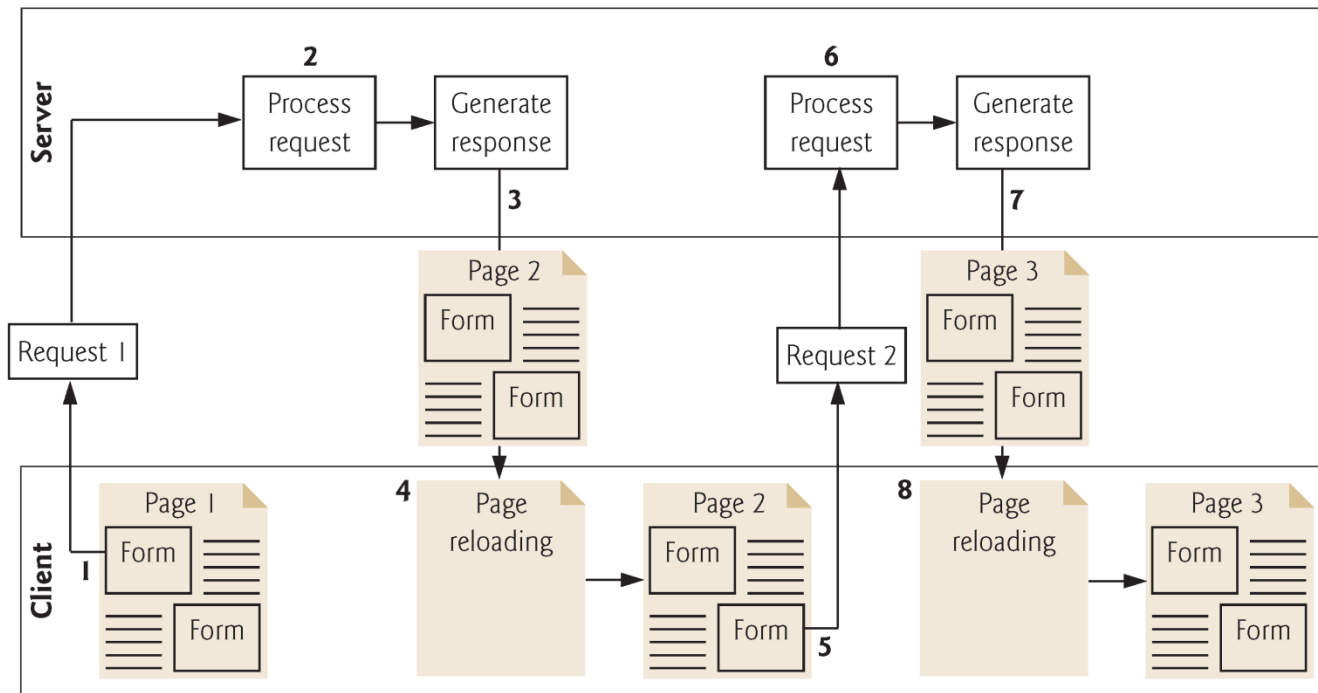 Server
2
Process
request
Generate
response
3
6
Process
request
Generate
response
7
Request 1
Page 2
Form
Form
Request 2
Page 3
Form
Form
Client
1
Page 1
Form
Form
4
Page
reloading
Page 2
Form
Form
5
8
Page
reloading
Page 3
Form
Form